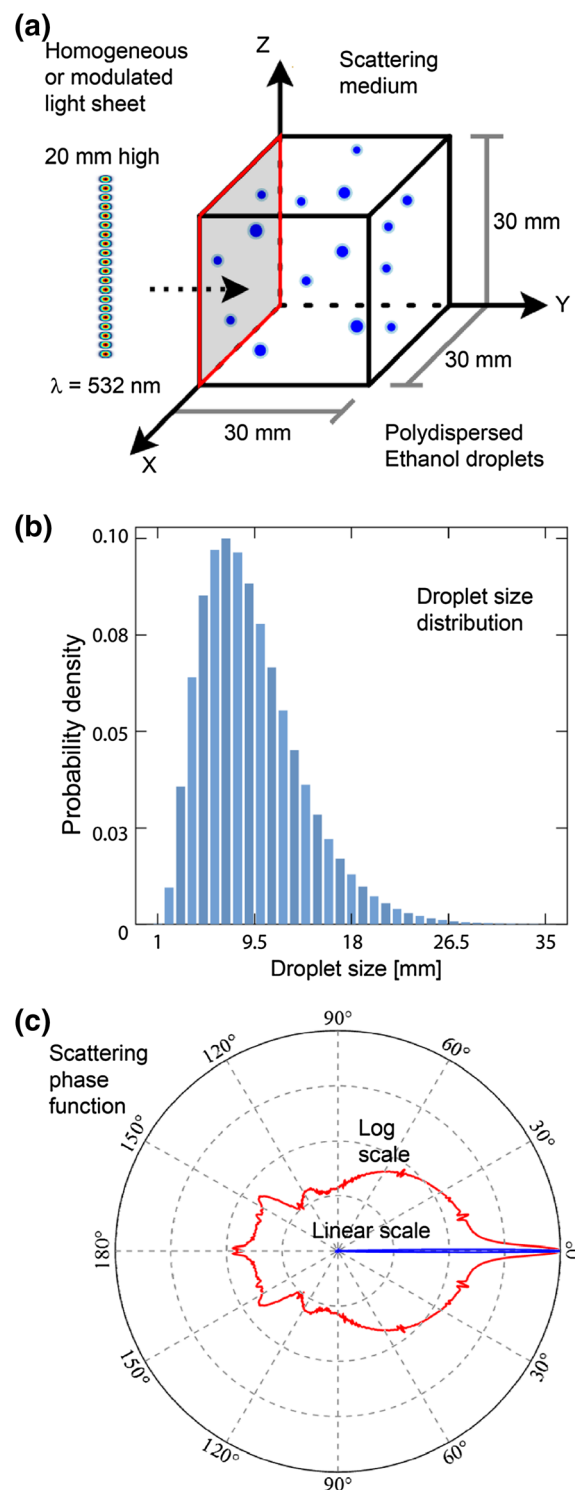 (a)
Homogeneous
or modulated
light sheet
20 mm high
λ = 532 nm
Z
Scattering
medium
30 mm
Y
30 mm
30 mm
X
Polydispersed
Ethanol droplets
(b)
Probability density
0.10
0.08
0.05
0.03
0
Droplet size
distribution
1 9.5 18 26.5 35
Droplet size [mm]
(c)
Scattering
phase
function
90°
120° 60°
150° 30°
Log
scale
Linear scale
180° 0°
150° 30°
120° 60°
90°